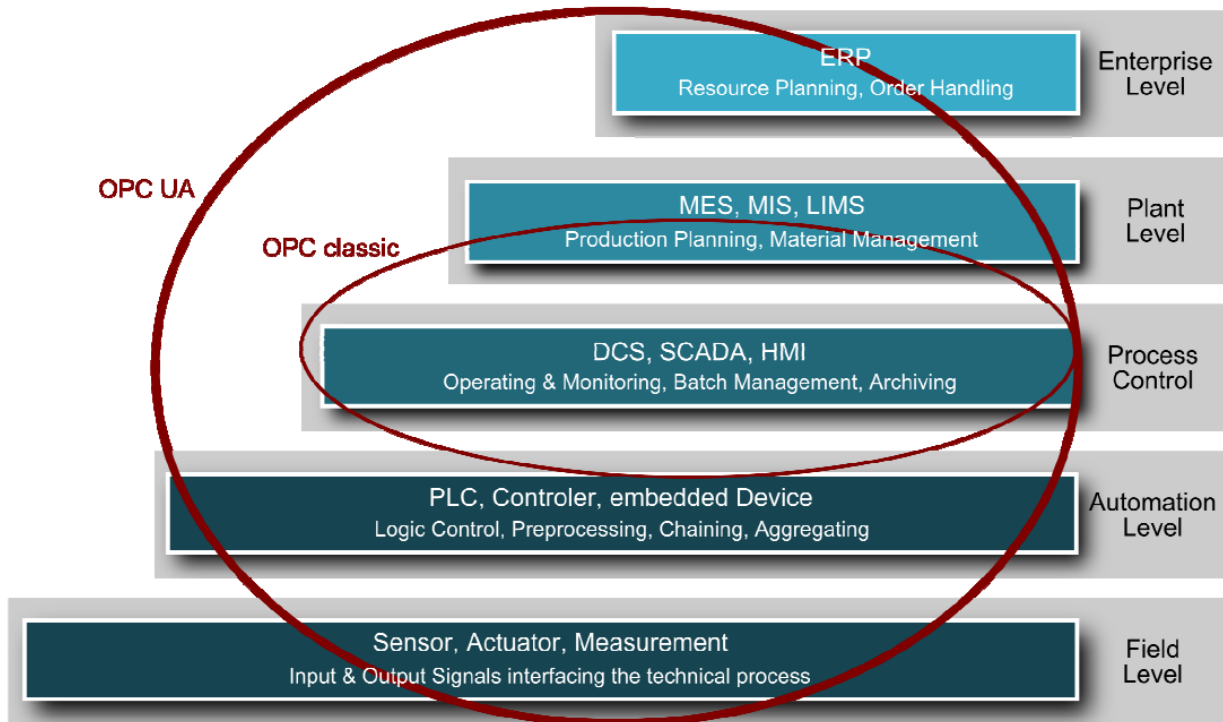 ERP
Resource Planning, Order Handling
Enterprise
Level
OPC UA
MES, MIS, LIMS
Production Planning, Material Management
Plant
Level
OPC classic
DCS, SCADA, HMI
Operating & Monitoring, Batch Management, Archiving
Process
Control
PLC, Controler, embedded Device
Logic Control, Preprocessing, Chaining, Aggregating
Automation
Level
Sensor, Actuator, Measurement
Input & Output Signals interfacing the technical process
Field
Level